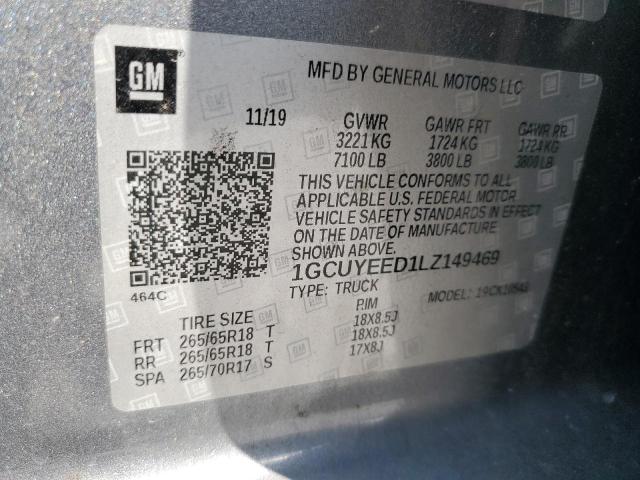 GM
MFD BY GENERAL MOTORS LLC
11/19 GVWR GAWR FRT GAWR RR
3221 KG 1724 KG 1724 KG
7100 LB 3800 LB 3800 LB
THIS VEHICLE CONFORMS TO ALL
APPLICABLE U.S. FEDERAL MOTOR
VEHICLE SAFETY STANDARDS IN EFFECT
ON THE DATE OF MANUFACTURE
SHOWN ABOVE.
1GCUYEED1LZ149469
TYPE: TRUCK MODEL:
464C
TIRE SIZE RIM
FRT 265/65R18 T 18X8.5J
RR 265/65R18 T 18X8.5J
SPA 265/70R17 S 17X8J